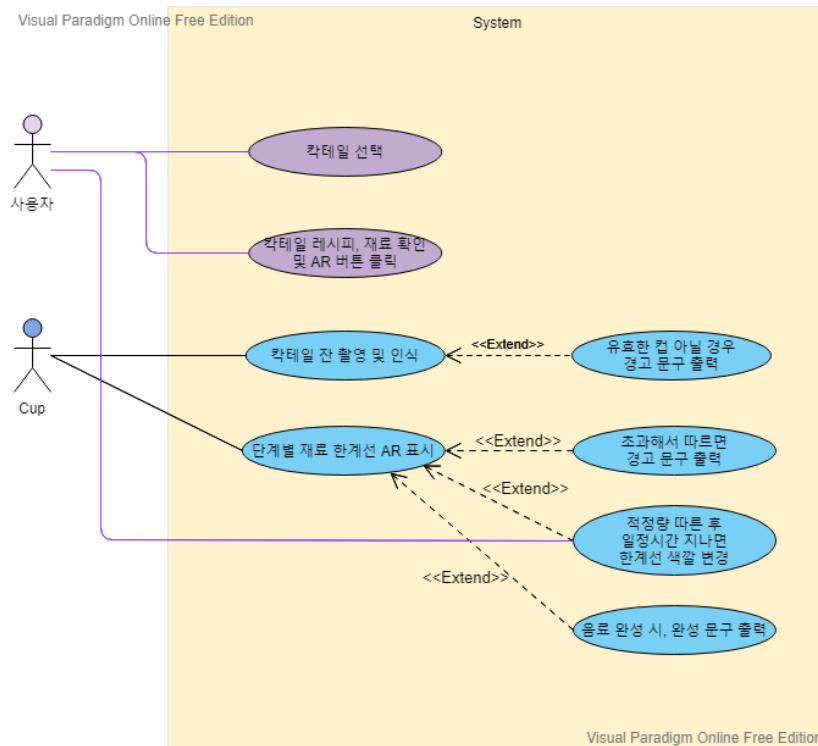 Visual Paradigm Online Free Edition
System
칵테일 선택
사용자
칵테일 레시피, 재료 확인
및 AR 버튼 클릭
칵테일 잔 촬영 및 인식
<<Extend>>
유효한 컵 아닐 경우
경고 문구 출력
Cup
단계별 재료 한계선 AR 표시
<<Extend>>
초과해서 따르면
경고 문구 출력
<<Extend>>
적정량 따른 후
일정시간 지나면
한계선 색깔 변경
<<Extend>>
음료 완성 시, 완성 문구 출력
Visual Paradigm Online Free Edition